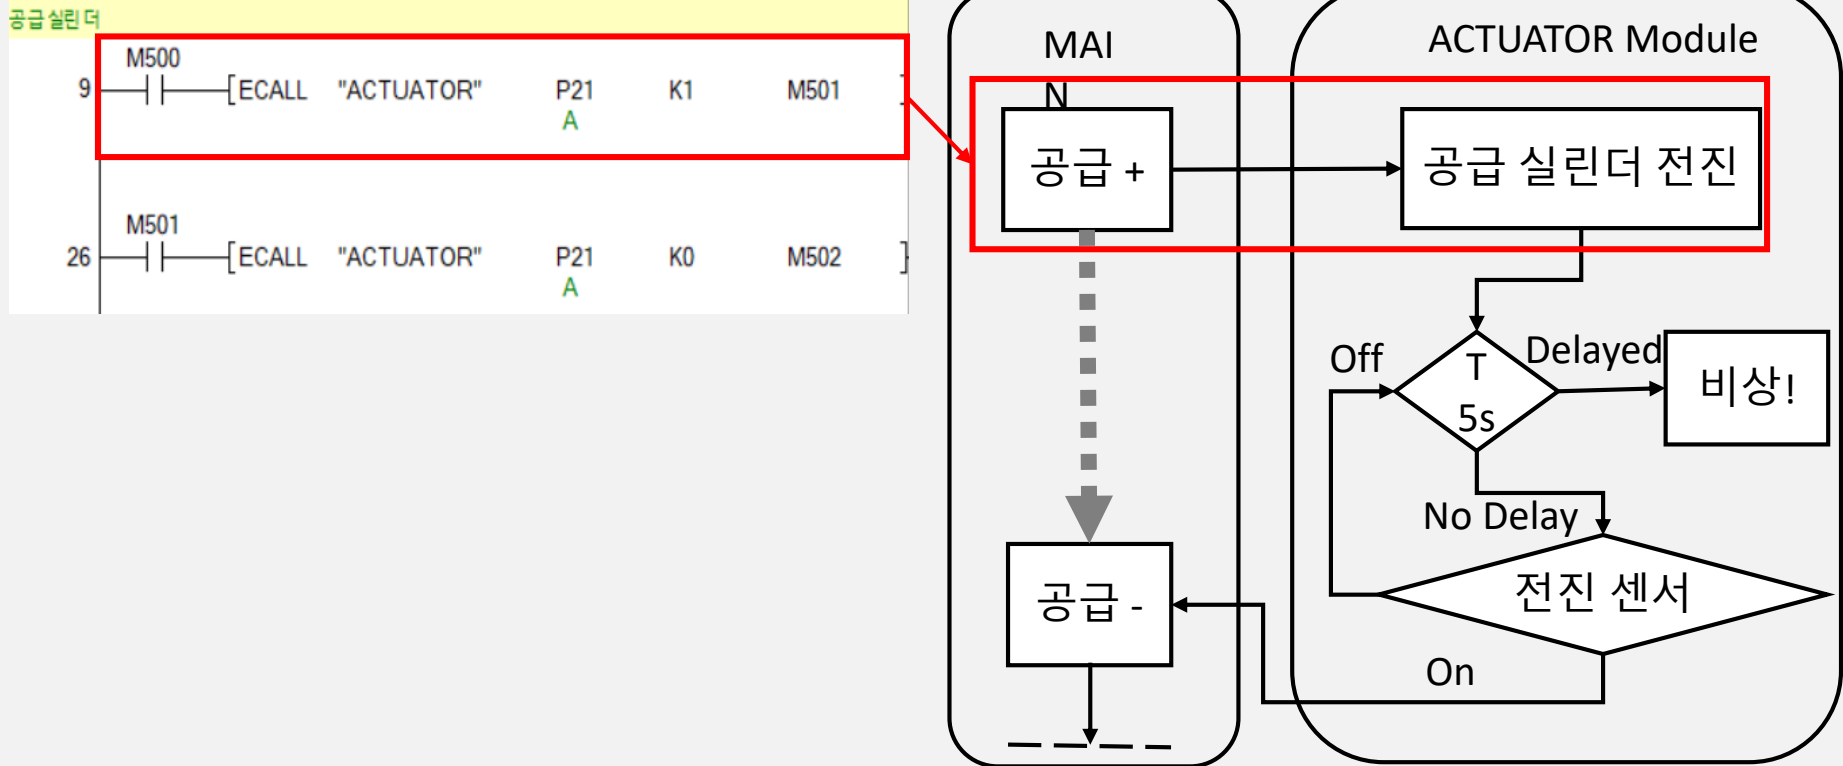 공급 실린 더
M500
9 [ECALL "ACTUATOR" P21 K1 M501 ]
A
M501
26 [ECALL "ACTUATOR" P21 K0 M502 ]
A
MAI
N
ACTUATOR Module
공급 +
공급 실린더 전진
Off
T
5s
Delayed
비상!
No Delay
전진 센서
공급 -
On